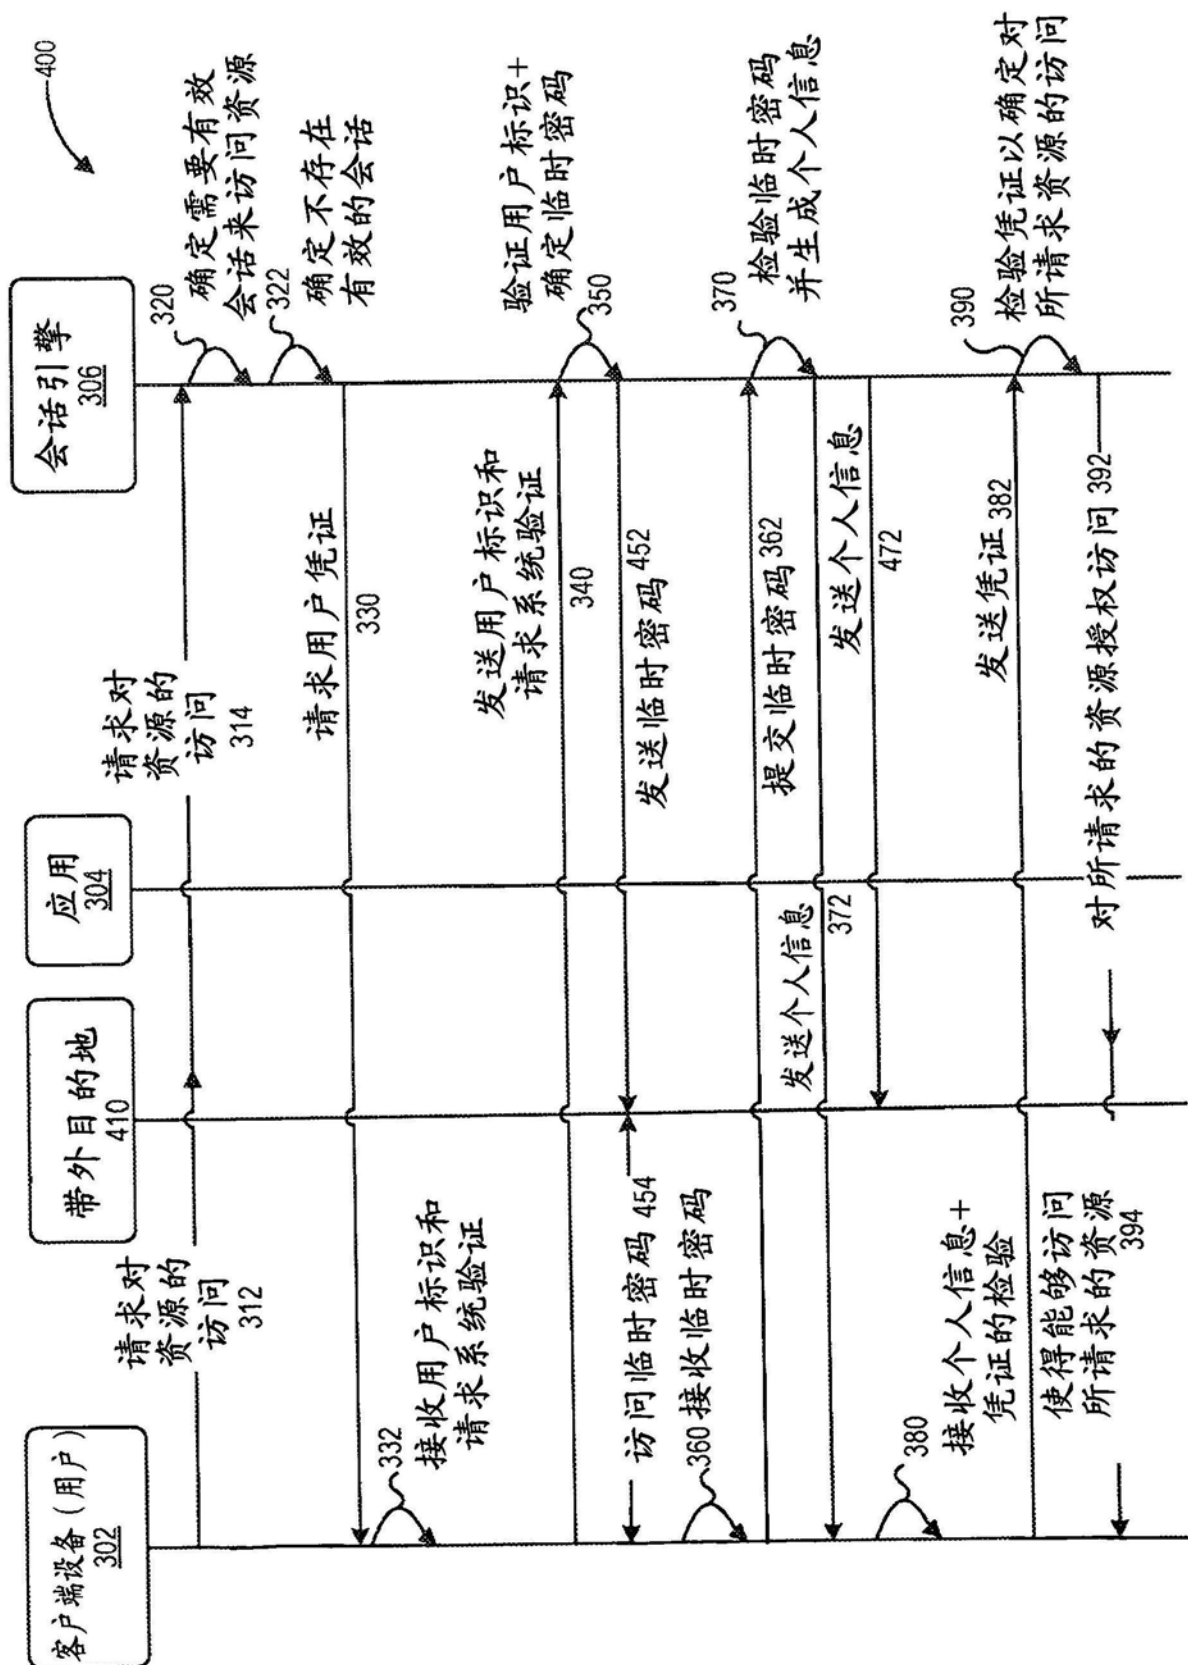 400
客户端设备(用户)
302
带外目的地
410
应用
304
会话引擎
306
请求对
资源的
访问
312
请求对
资源的
访问
314
320
确定需要有效
会话来访问资源
322
确定不存在
有效的会话
请求用户凭证
330
332
接收用户标识和
请求系统验证
发送用户标识和
请求系统验证
340
验证用户标识+
确定临时密码
350
发送临时密码 452
访问临时密码 454
360 接收临时密码
提交临时密码 362
370
检验临时密码
并生成个人信息
发送个人信息
372
发送个人信息
472
380
接收个人信息+
凭证的检验
发送凭证 382
390
检验凭证以确定对
所请求资源的访问
对所请求的资源授权访问 392
使得能够访问
所请求的资源
394